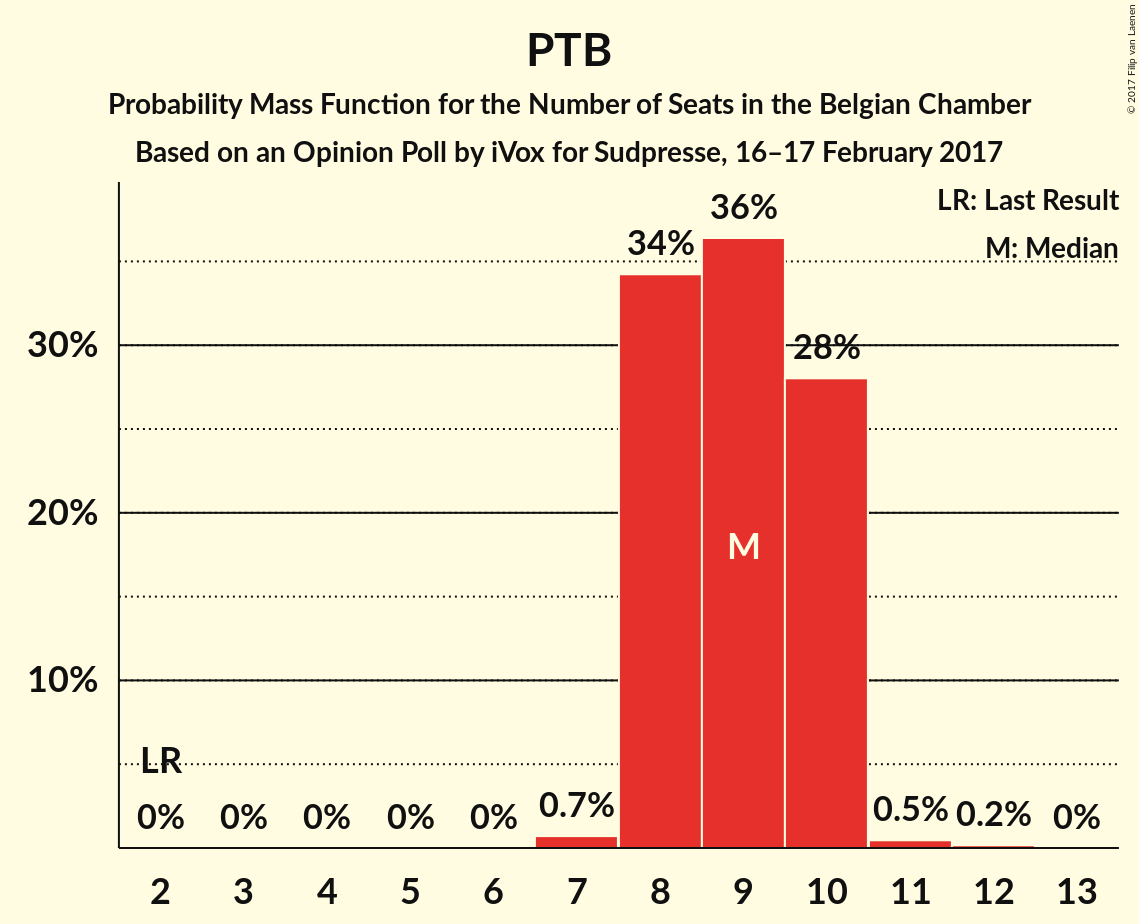 PTB
Probability Mass Function for the Number of Seats in the Belgian Chamber
Based on an Opinion Poll by iVox for Sudpresse, 16–17 February 2017
© 2017 Filip van Laenen
LR: Last Result
M: Median
36%
34%
28%
30%
20%
10%
M
LR
0% 0% 0% 0% 0% 0.7% 0.5% 0.2% 0%
2 3 4 5 6 7 8 9 10 11 12 13